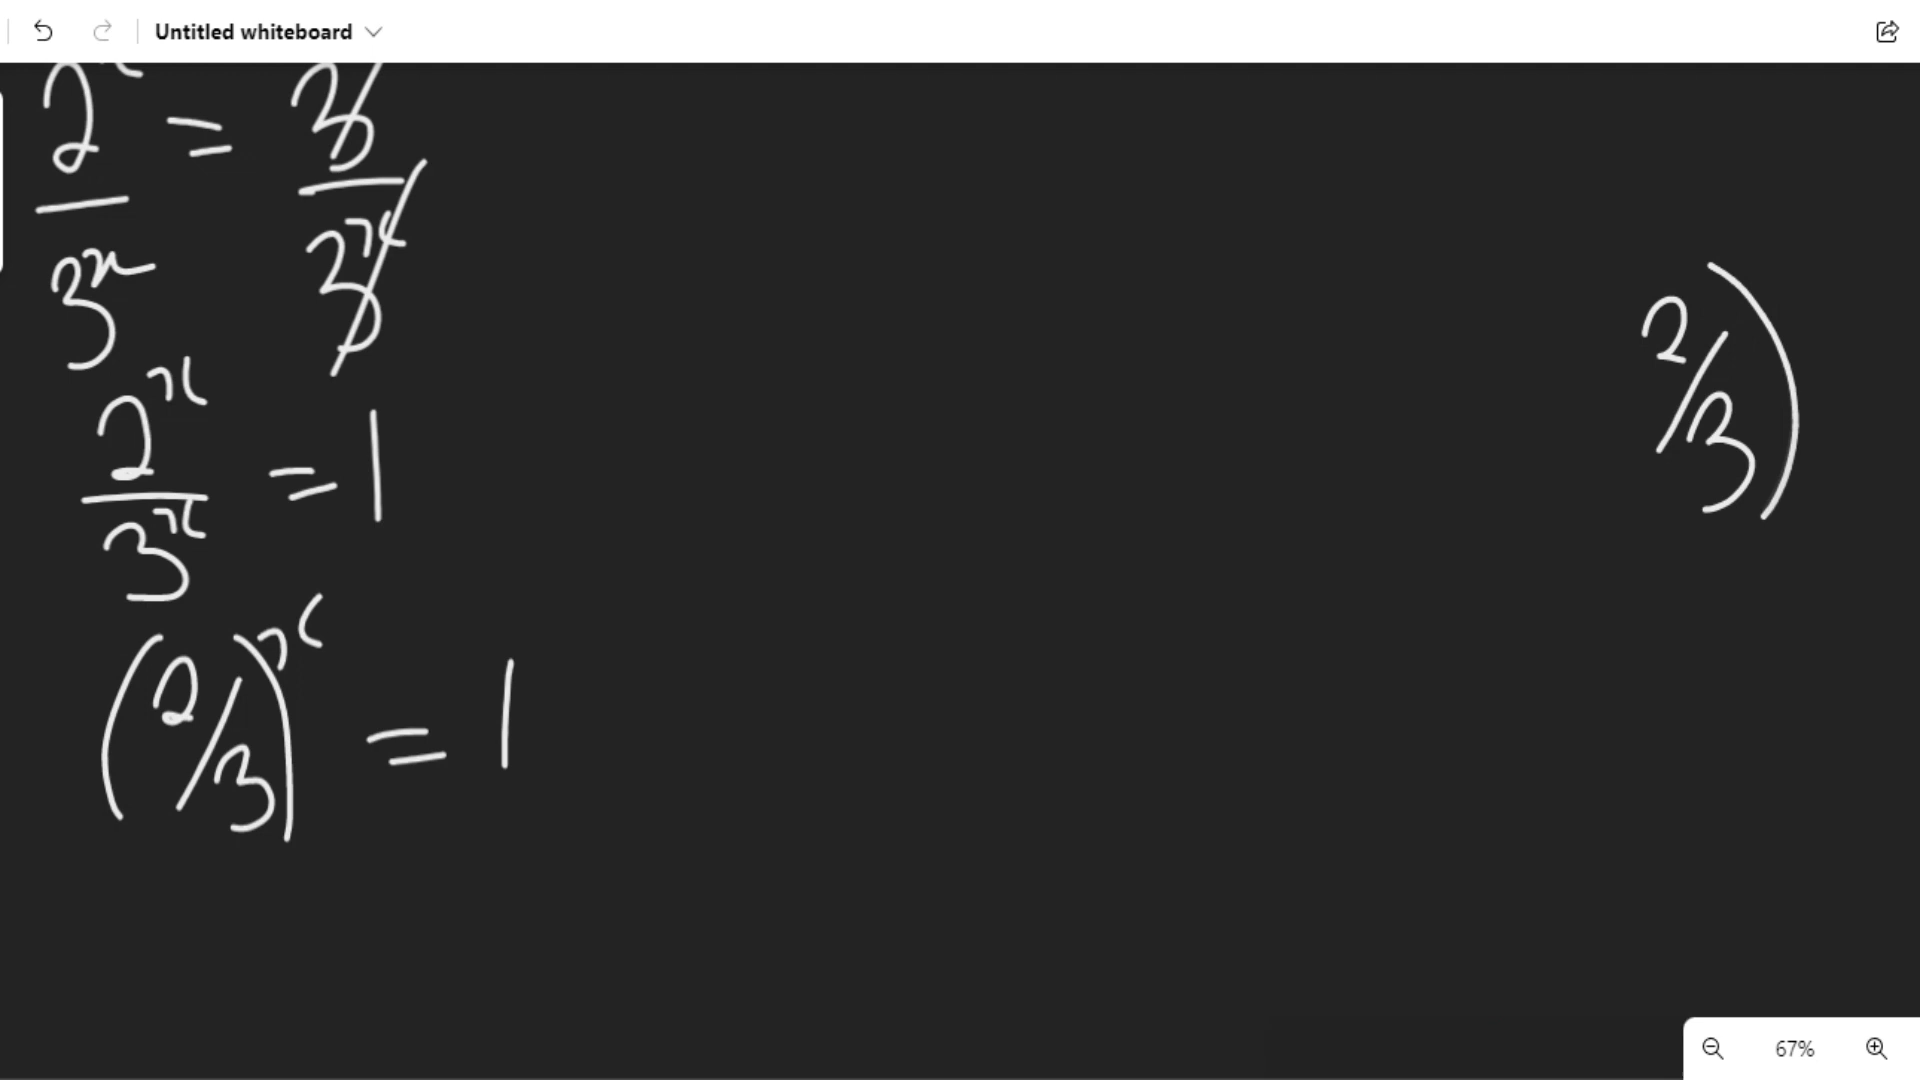 Untitled whiteboard
2^x/3^x = 3^x/3^x
2^x/3^x = 1
(2/3)^x = 1
2/3)
67%